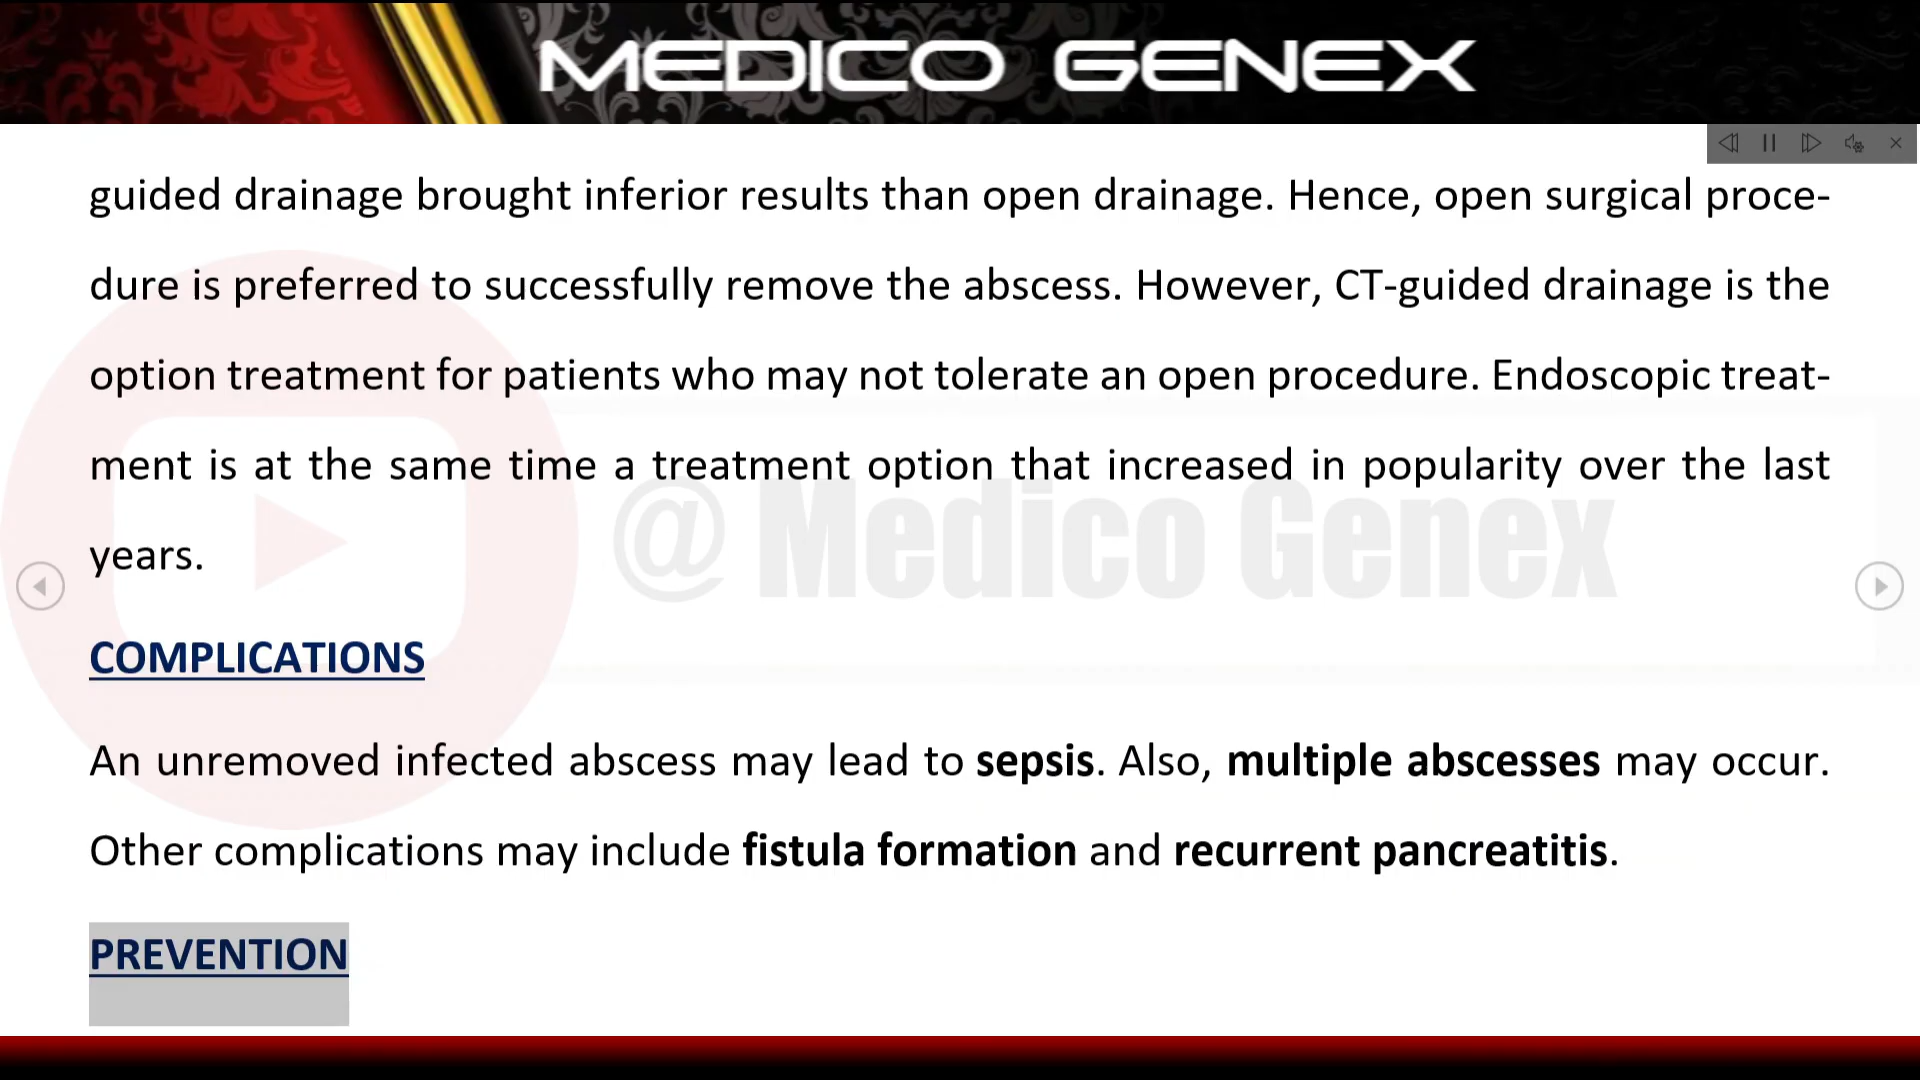 MEDICO GENEX
guided drainage brought inferior results than open drainage. Hence, open surgical proce-
dure is preferred to successfully remove the abscess. However, CT-guided drainage is the
option treatment for patients who may not tolerate an open procedure. Endoscopic treat-
ment is at the same time a treatment option that increased in popularity over the last
years.
@ Medico Genex
COMPLICATIONS
An unremoved infected abscess may lead to sepsis. Also, multiple abscesses may occur.
Other complications may include fistula formation and recurrent pancreatitis.
PREVENTION